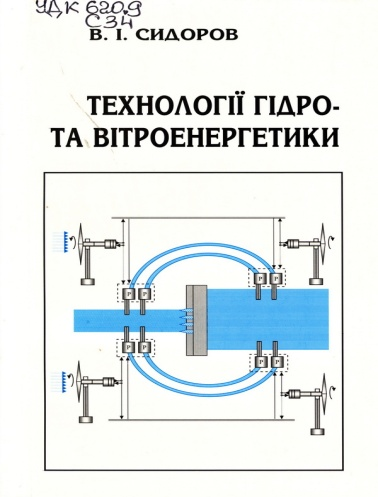 УДК 620.9
С34
В. І. СИДОРОВ
ТЕХНОЛОГІЇ ГІДРО-
ТА ВІТРОЕНЕРГЕТИКИ
Р Р Р Р
Р Р Р Р